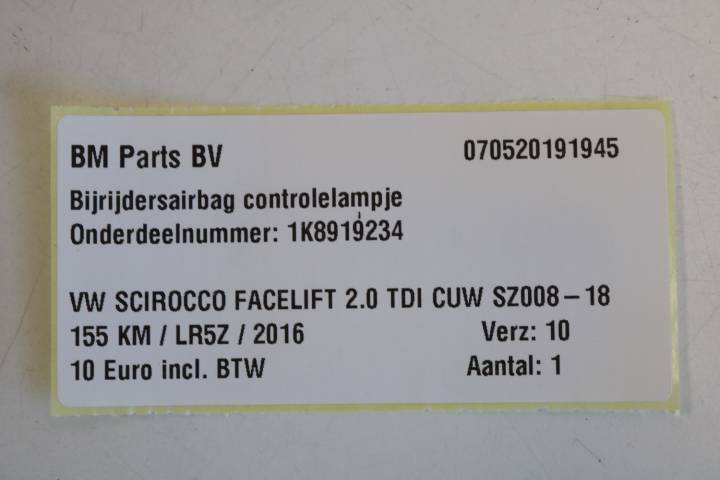 BM Parts BV 070520191945
Bijrijdersairbag controlelampje
Onderdeelnummer: 1K8919234
VW SCIROCCO FACELIFT 2.0 TDI CUW SZ008-18
155 KM / LR5Z / 2016 Verz: 10
10 Euro incl. BTW Aantal: 1